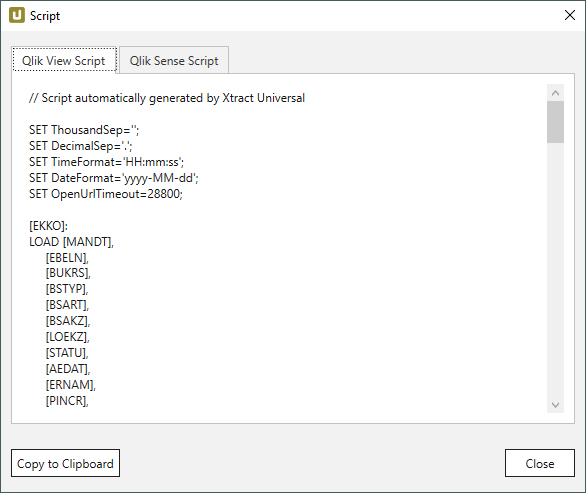 Script
Qlik View Script
Qlik Sense Script
// Script automatically generated by Xtract Universal
SET ThousandSep='';
SET DecimalSep='.';
SET TimeFormat='HH:mm:ss';
SET DateFormat='yyyy-MM-dd';
SET OpenUrlTimeout=28800;
[EKKO]:
LOAD [MANDT],
[EBELN],
[BUKRS],
[BSTYP],
[BSART],
[BSAKZ],
[LOEKZ],
[STATU],
[AEDAT],
[ERNAM],
[PINCR],
Copy to Clipboard
Close